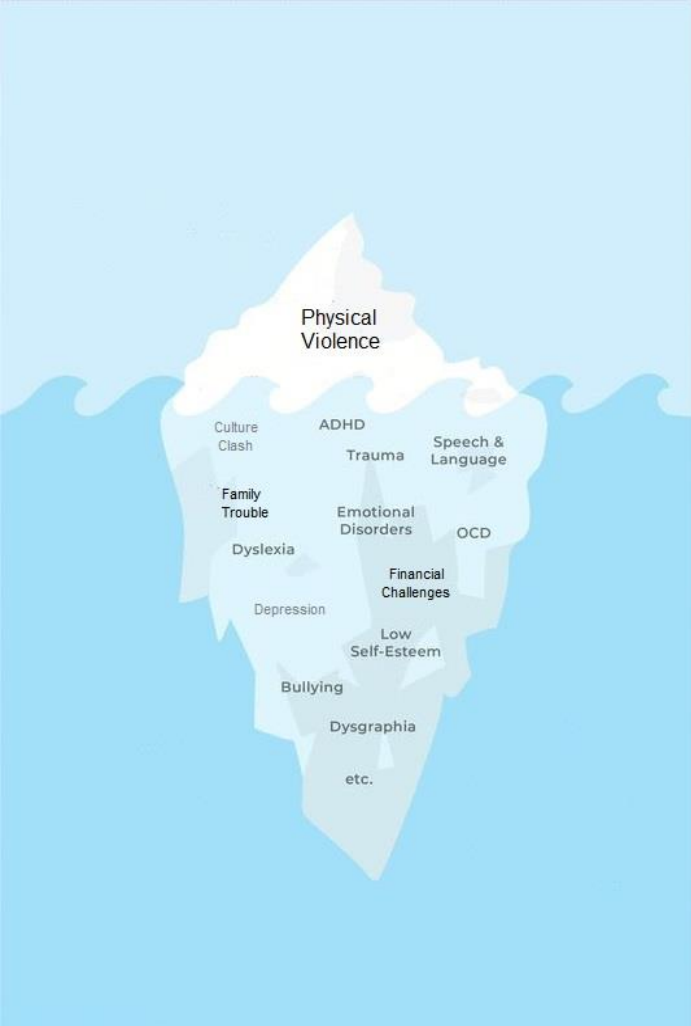 Physical
Violence
Culture
Clash
ADHD
Trauma
Speech &
Language
Family
Trouble
Emotional
Disorders
OCD
Dyslexia
Financial
Challenges
Depression
Low
Self-Esteem
Bullying
Dysgraphia
etc.